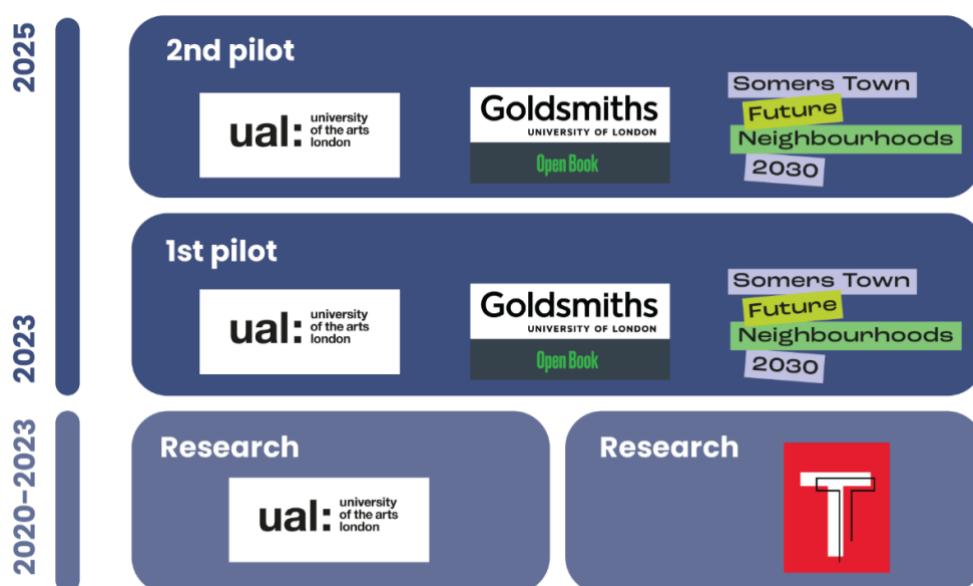 2025
2nd pilot
ual: university
of the arts
london
Goldsmiths
UNIVERSITY OF LONDON
Open Book
Somers Town
Future
Neighbourhoods
2030
2023
1st pilot
ual: university
of the arts
london
Goldsmiths
UNIVERSITY OF LONDON
Open Book
Somers Town
Future
Neighbourhoods
2030
2020–2023
Research
ual: university
of the arts
london
Research
T